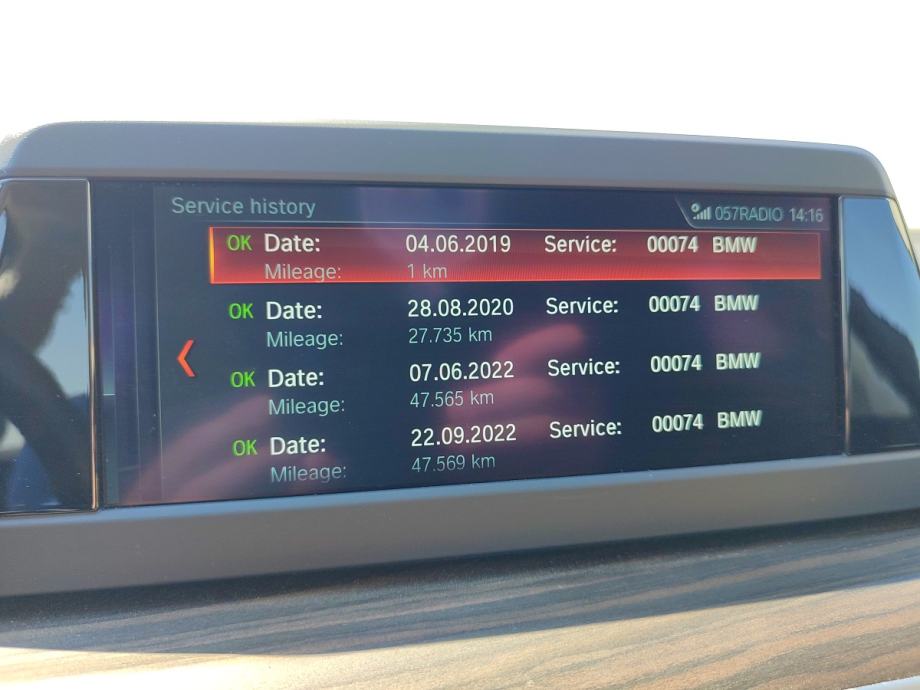 Service history 057RADIO 14:16
OK Date: 04.06.2019 Service: 00074 BMW
Mileage: 1 km
OK Date: 28.08.2020 Service: 00074 BMW
Mileage: 27.735 km
OK Date: 07.06.2022 Service: 00074 BMW
Mileage: 47.565 km
OK Date: 22.09.2022 Service: 00074 BMW
Mileage: 47.569 km